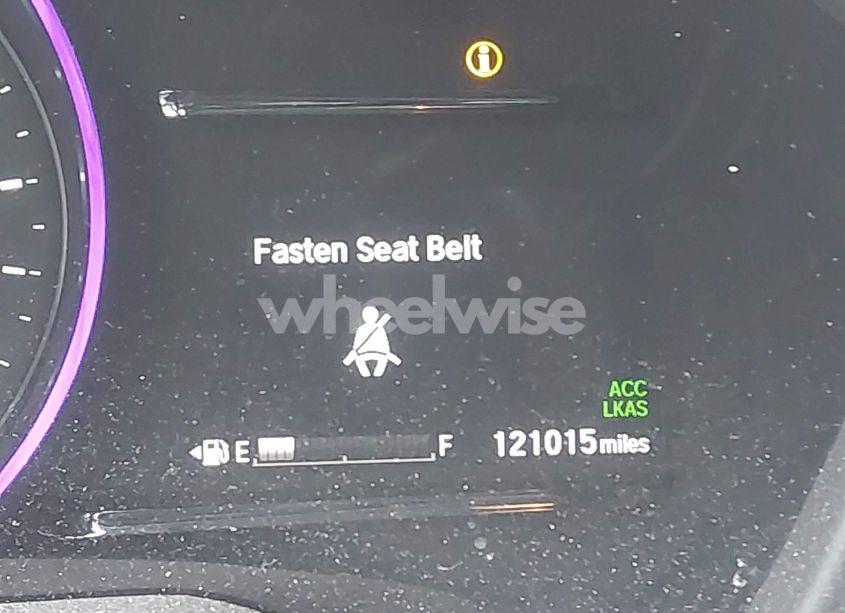 Fasten Seat Belt
wheelwise
ACC
LKAS
E F 121015 miles